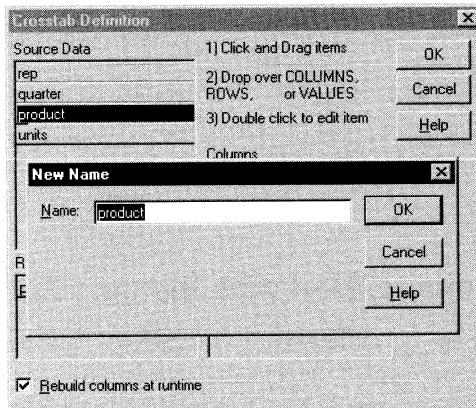 Crosstab Definition
Source Data
rep
quarter
product
units
1) Click and Drag items
2) Drop over COLUMNS,
ROWS, or VALUES
3) Double click to edit item
Columns
OK
Cancel
Help
New Name
Name: product
OK
Cancel
Help
R
Rebuild columns at runtime